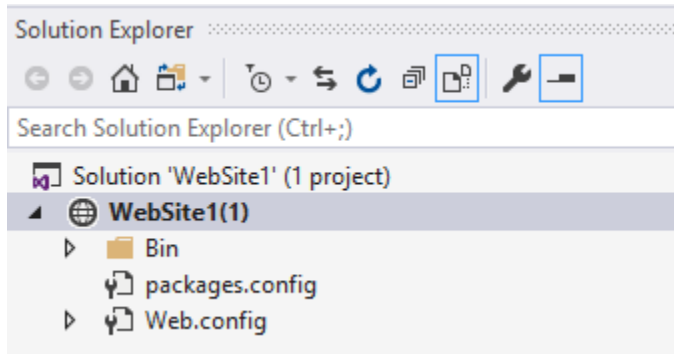 Solution Explorer
Search Solution Explorer (Ctrl+;)
Solution 'WebSite1' (1 project)
WebSite1(1)
Bin
packages.config
Web.config